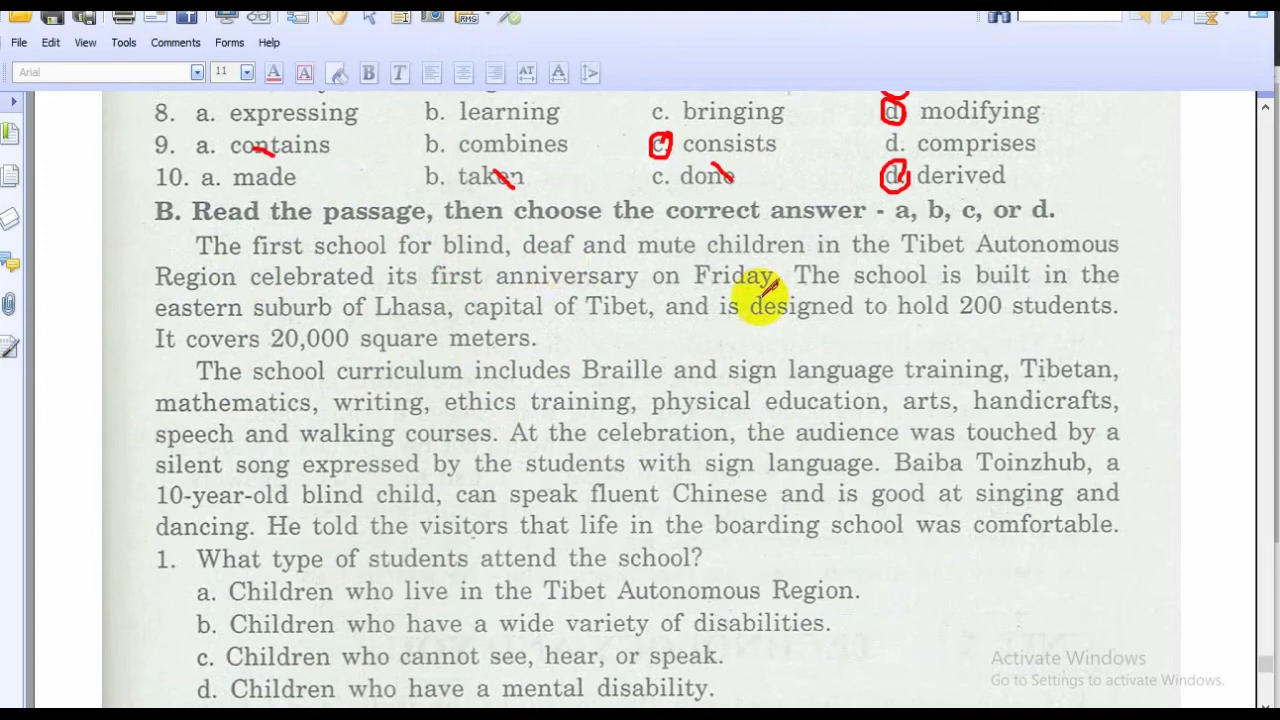 RMS
File Edit View Tools Comments Forms Help
Arial 11
8. a. expressing b. learning c. bringing d. modifying
9. a. contains b. combines c. consists d. comprises
10. a. made b. taken c. done d. derived
B. Read the passage, then choose the correct answer - a, b, c, or d.
The first school for blind, deaf and mute children in the Tibet Autonomous
Region celebrated its first anniversary on Friday. The school is built in the
eastern suburb of Lhasa, capital of Tibet, and is designed to hold 200 students.
It covers 20,000 square meters.
The school curriculum includes Braille and sign language training, Tibetan,
mathematics, writing, ethics training, physical education, arts, handicrafts,
speech and walking courses. At the celebration, the audience was touched by a
silent song expressed by the students with sign language. Baiba Toinzhub, a
10-year-old blind child, can speak fluent Chinese and is good at singing and
dancing. He told the visitors that life in the boarding school was comfortable.
1. What type of students attend the school?
a. Children who live in the Tibet Autonomous Region.
b. Children who have a wide variety of disabilities.
c. Children who cannot see, hear, or speak.
d. Children who have a mental disability.
Activate Windows
Go to Settings to activate Windows.